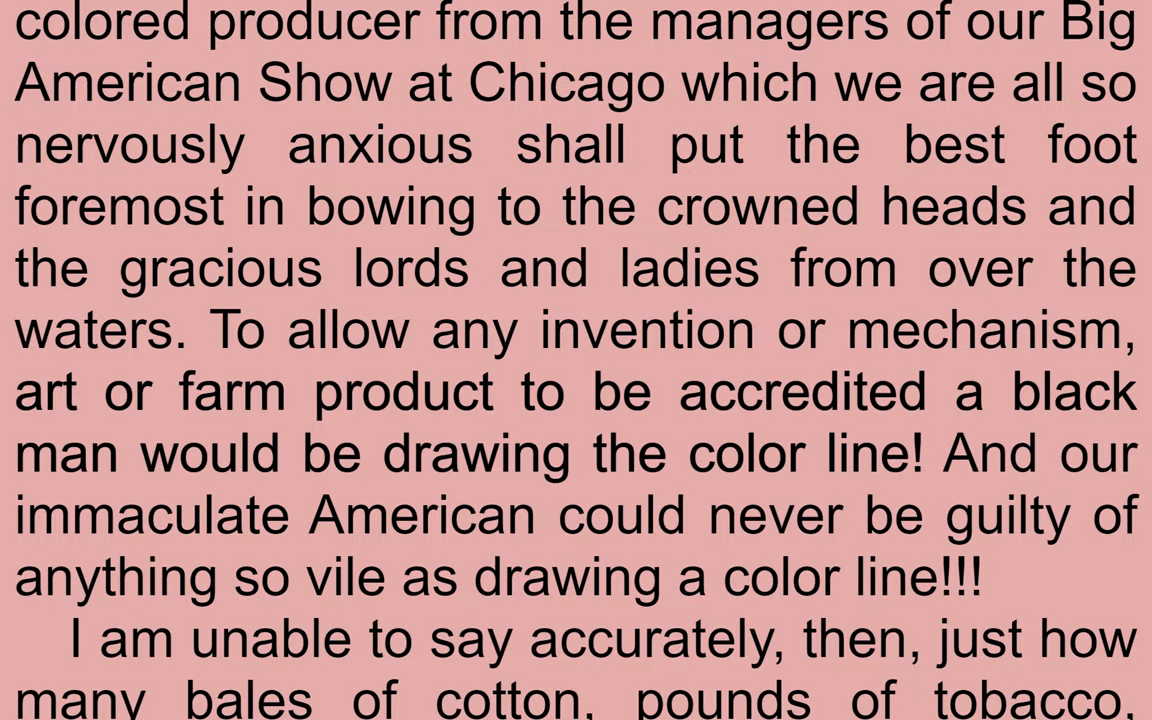 colored producer from the managers of our Big
American Show at Chicago which we are all so
nervously anxious shall put the best foot
foremost in bowing to the crowned heads and
the gracious lords and ladies from over the
waters. To allow any invention or mechanism,
art or farm product to be accredited a black
man would be drawing the color line! And our
immaculate American could never be guilty of
anything so vile as drawing a color line!!!
I am unable to say accurately, then, just how
many bales of cotton, pounds of tobacco,